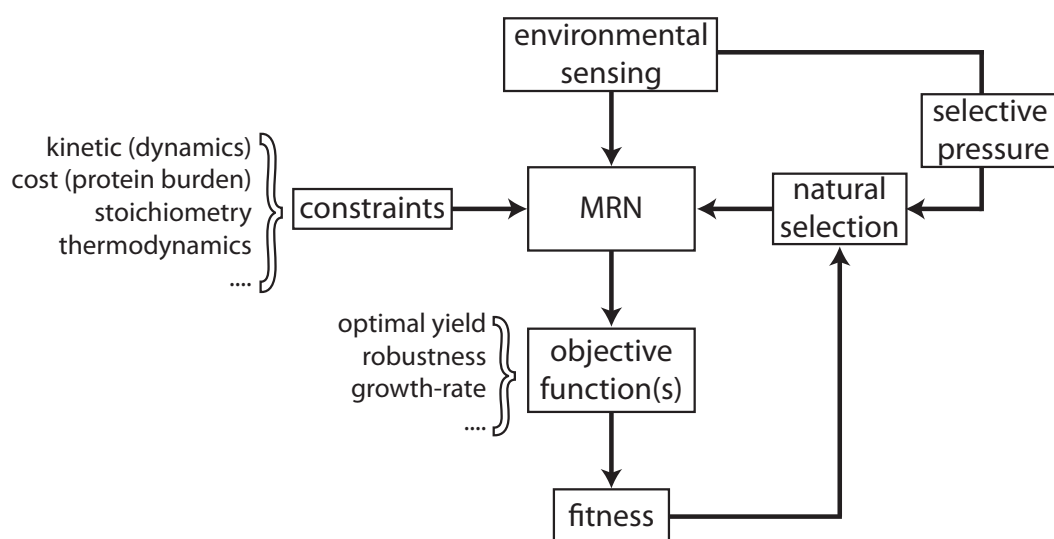 environmental
sensing
selective
pressure
kinetic (dynamics)
cost (protein burden)
stoichiometry
thermodynamics
....
constraints
MRN
natural
selection
optimal yield
robustness
growth-rate
....
objective
function(s)
fitness